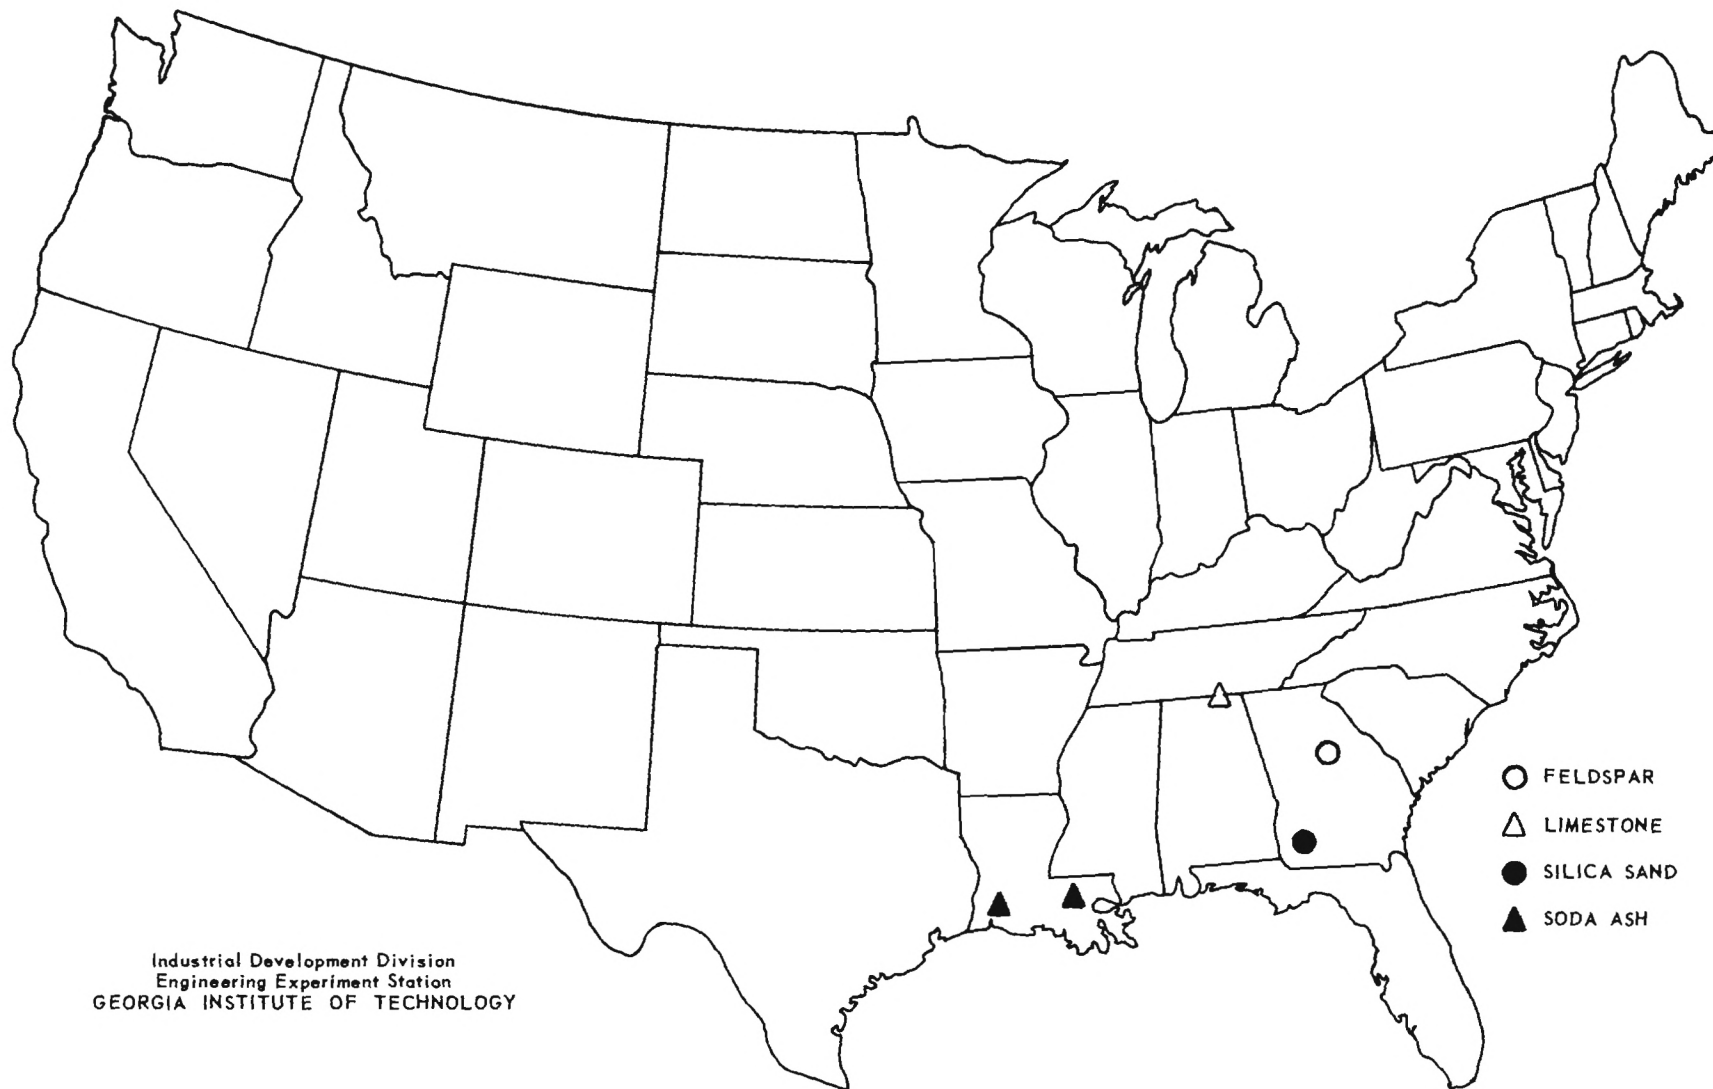 FELDSPAR
LIMESTONE
SILICA SAND
SODA ASH
Industrial Development Division
Engineering Experiment Station
GEORGIA INSTITUTE OF TECHNOLOGY